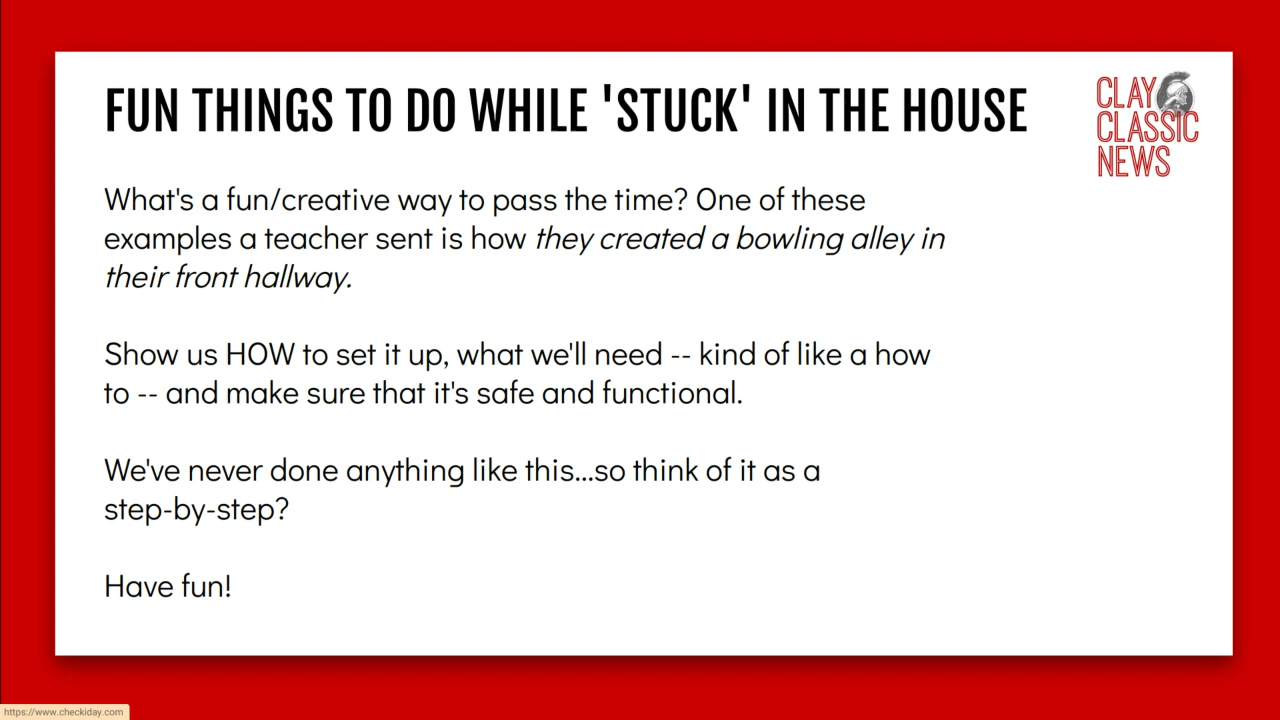 FUN THINGS TO DO WHILE 'STUCK' IN THE HOUSE
CLAY
CLASSIC
NEWS
What's a fun/creative way to pass the time? One of these
examples a teacher sent is how they created a bowling alley in
their front hallway.
Show us HOW to set it up, what we'll need -- kind of like a how
to -- and make sure that it's safe and functional.
We've never done anything like this...so think of it as a
step-by-step?
Have fun!
https://www.checkiday.com